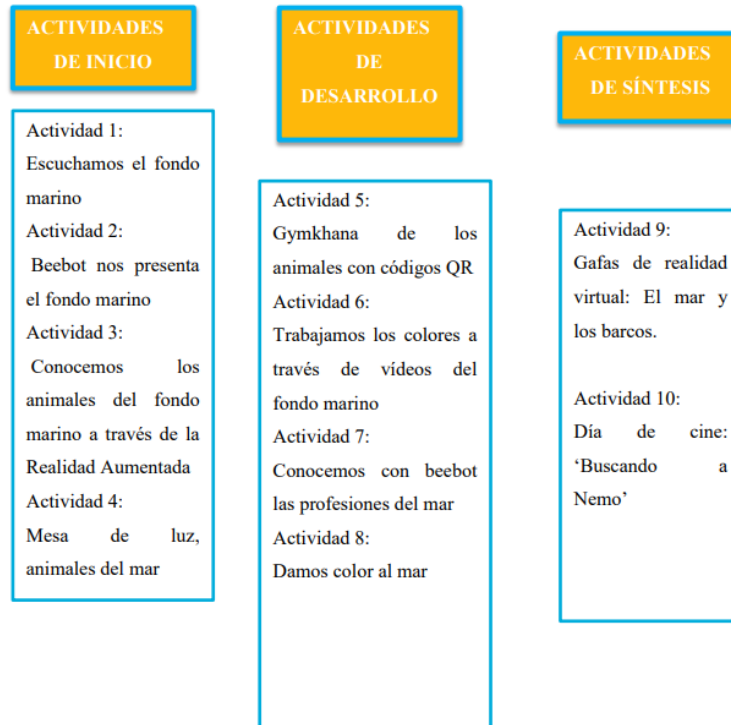 ACTIVIDADES
DE INICIO
Actividad 1:
Escuchamos el fondo
marino
Actividad 2:
Beebot nos presenta
el fondo marino
Actividad 3:
Conocemos los
animales del fondo
marino a través de la
Realidad Aumentada
Actividad 4:
Mesa de luz,
animales del mar
ACTIVIDADES
DE
DESARROLLO
Actividad 5:
Gymkhana de los
animales con códigos QR
Actividad 6:
Trabajamos los colores a
través de vídeos del
fondo marino
Actividad 7:
Conocemos con beebot
las profesiones del mar
Actividad 8:
Damos color al mar
ACTIVIDADES
DE SÍNTESIS
Actividad 9:
Gafas de realidad
virtual: El mar y
los barcos.
Actividad 10:
Día de cine:
‘Buscando a
Nemo’